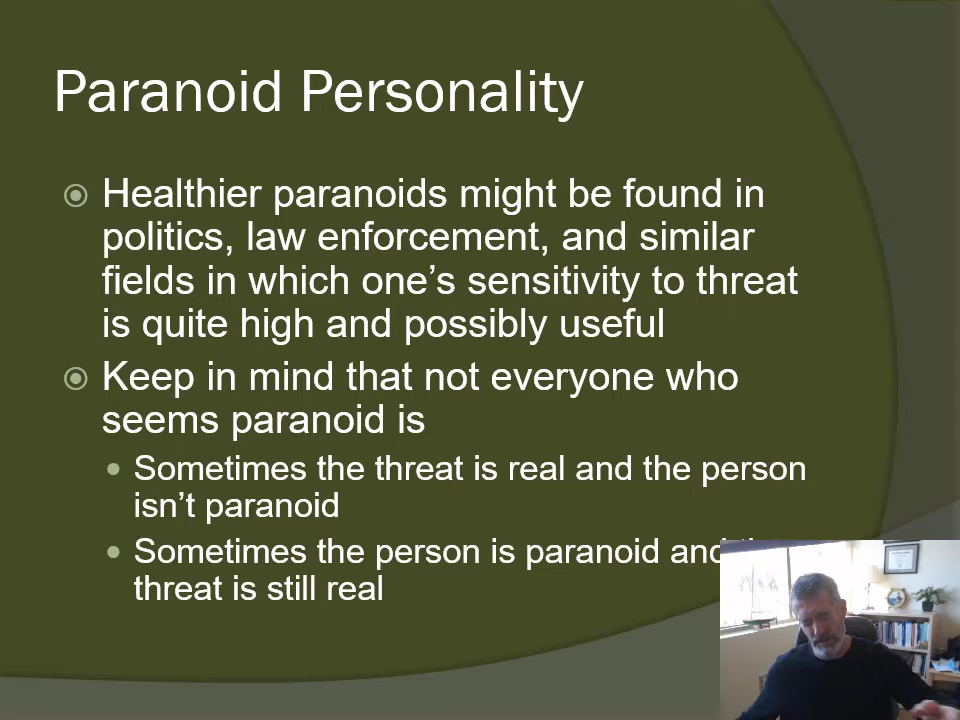 Paranoid Personality
Healthier paranoids might be found in
politics, law enforcement, and similar
fields in which one’s sensitivity to threat
is quite high and possibly useful
Keep in mind that not everyone who
seems paranoid is
Sometimes the threat is real and the person
isn’t paranoid
Sometimes the person is paranoid and
threat is still real